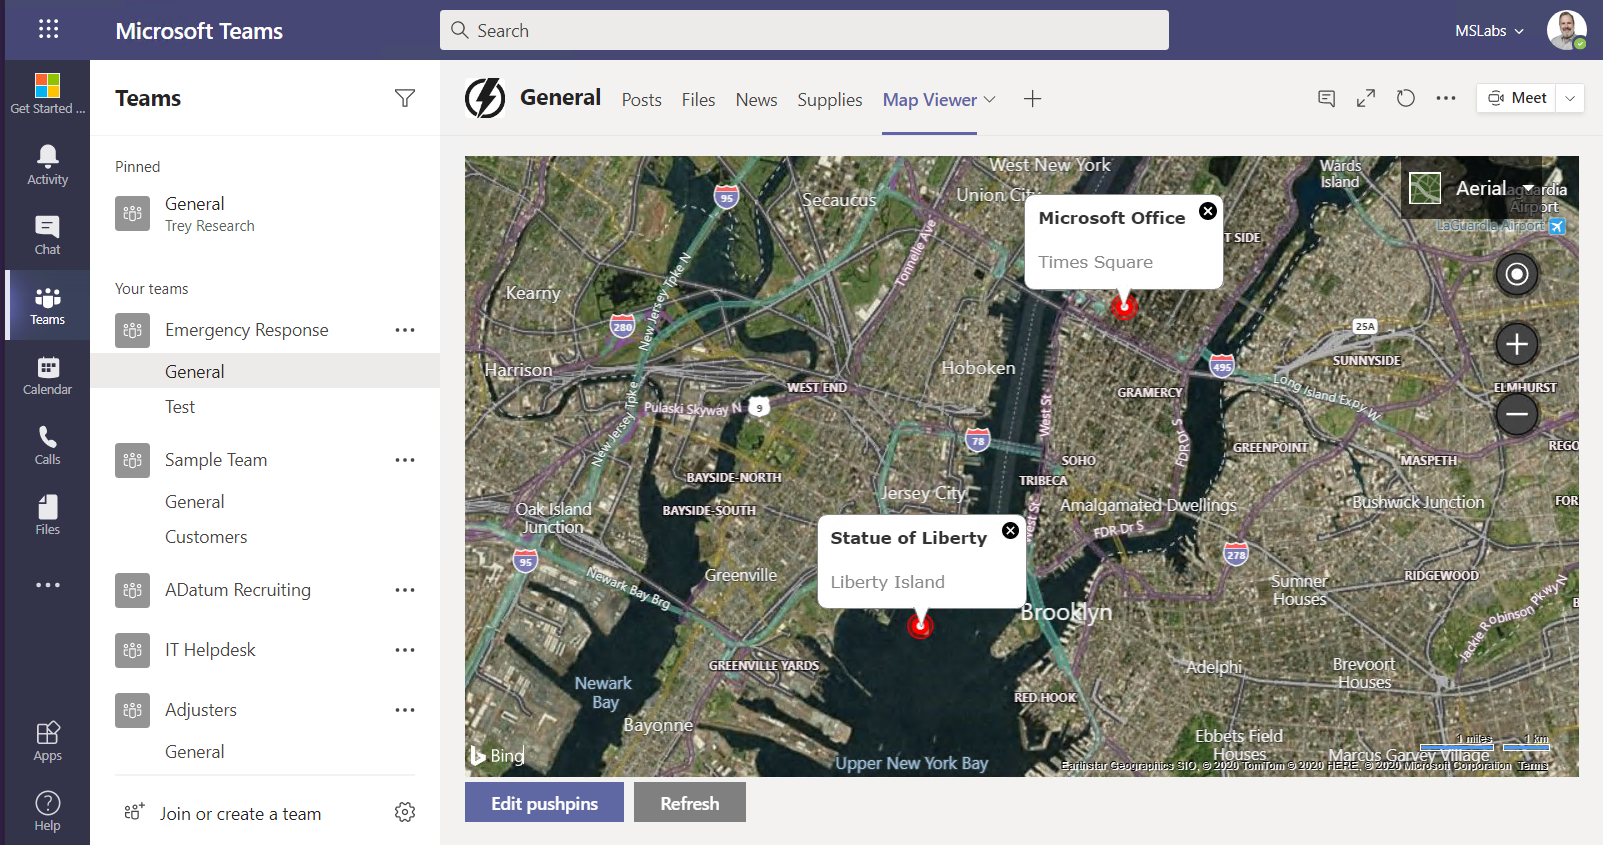 Microsoft Teams
Search
MSLabs
Get Started ...
Activity
Chat
Teams
Calendar
Calls
Files
Apps
Help
Teams
Pinned
General
Trey Research
Your teams
Emergency Response
General
Test
Sample Team
General
Customers
ADatum Recruiting
IT Helpdesk
Adjusters
General
Join or create a team
General
Posts
Files
News
Supplies
Map Viewer
Meet
West New York
Wards
Island
95
Secaucus
Union City
Aerial
Airport
LaGuardia Airport
Microsoft Office
Times Square
T SIDE
Tonnelle Ave
New Jersey Tpke N
Kearny
280
25A
SUNNYSIDE
Harrison
Hoboken
495
WEST END
GRAMERCY
Long Island Expy W
ELMHURST
Pulaski Skyway N
9
New Jersey Tpke
West St
78
FDR Dr S
GREENPOINT
REGO
SOHO
MASPETH
BAYSIDE-NORTH
TRIBECA
Jersey City
Oak Island
Junction
BAYSIDE-SOUTH
West St
Amalgamated Dwellings
Bushwick Junction
FOR
FDR Dr S
Statue of Liberty
Liberty Island
95
278
Greenville
Newark Bay Brg
Sumner
Houses
RIDGEWOOD
Jackie Robinson Pkwy N
B
Brooklyn
GREENVILLE YARDS
Adelphi
Brevoort
Houses
Newark
Bay
RED HOOK
Bayonne
Ebbets Field
Houses
1 miles
1 km
Marcus Garvey Village
Bing
Upper New York Bay
Earthstar Geographics SIO, © 2020 TomTom © 2020 HERE, © 2020 Microsoft Corporation Terms
Edit pushpins
Refresh